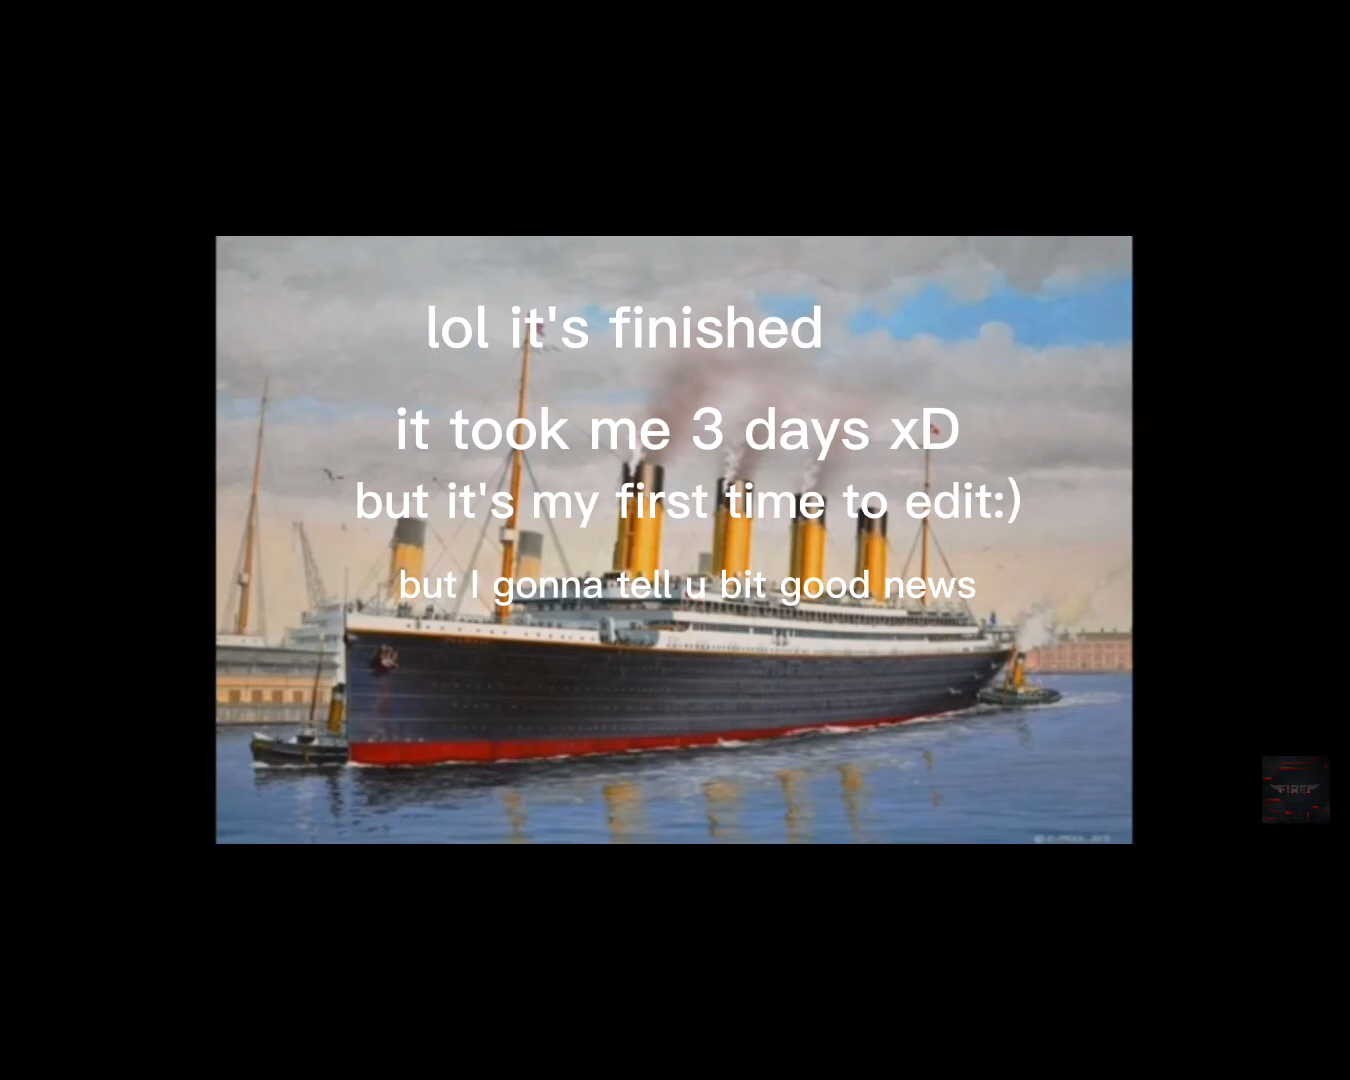 lol it's finished
it took me 3 days xD
but it's my first time to edit:)
but I gonna tell u bit good news
FIRE